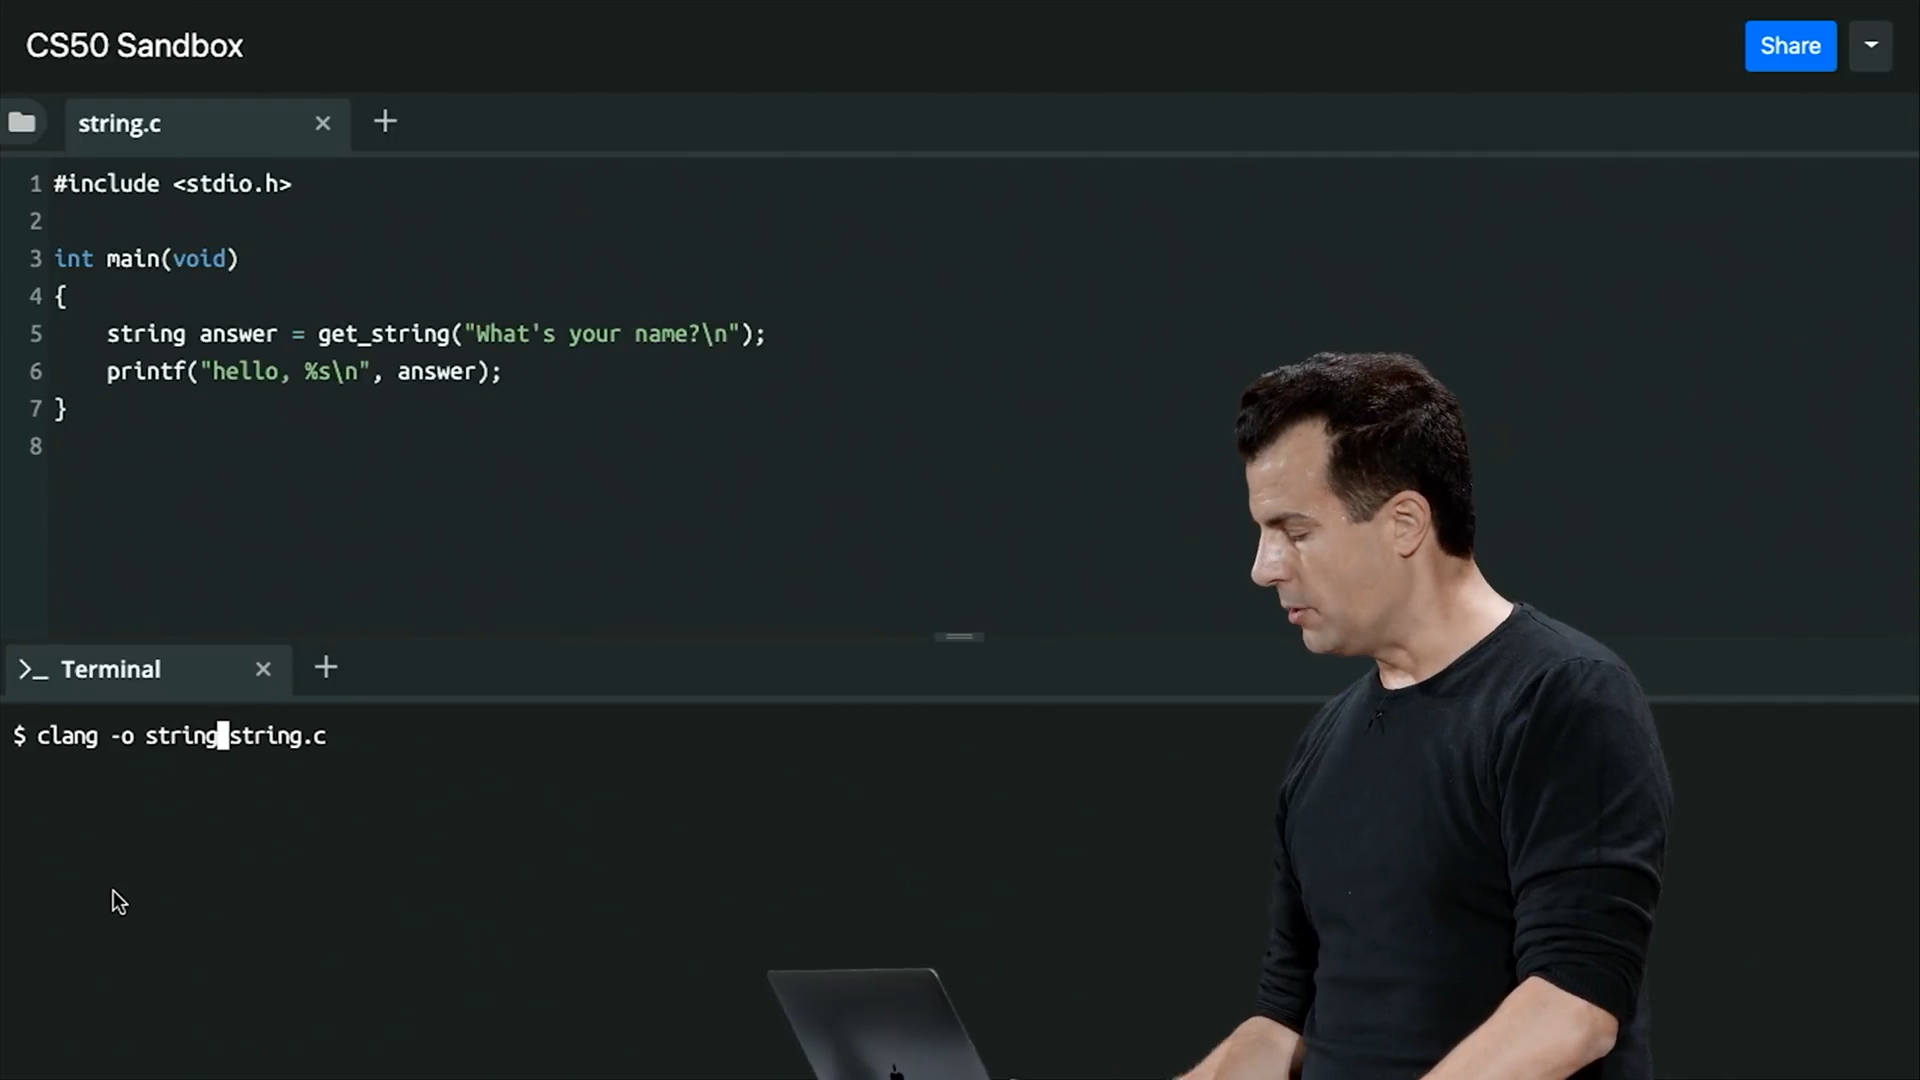 CS50 Sandbox
Share
string.c
1 #include <stdio.h>
2
3 int main(void)
4 {
5     string answer = get_string("What's your name?\n");
6     printf("hello, %s\n", answer);
7 }
8
>_ Terminal
$ clang -o string string.c